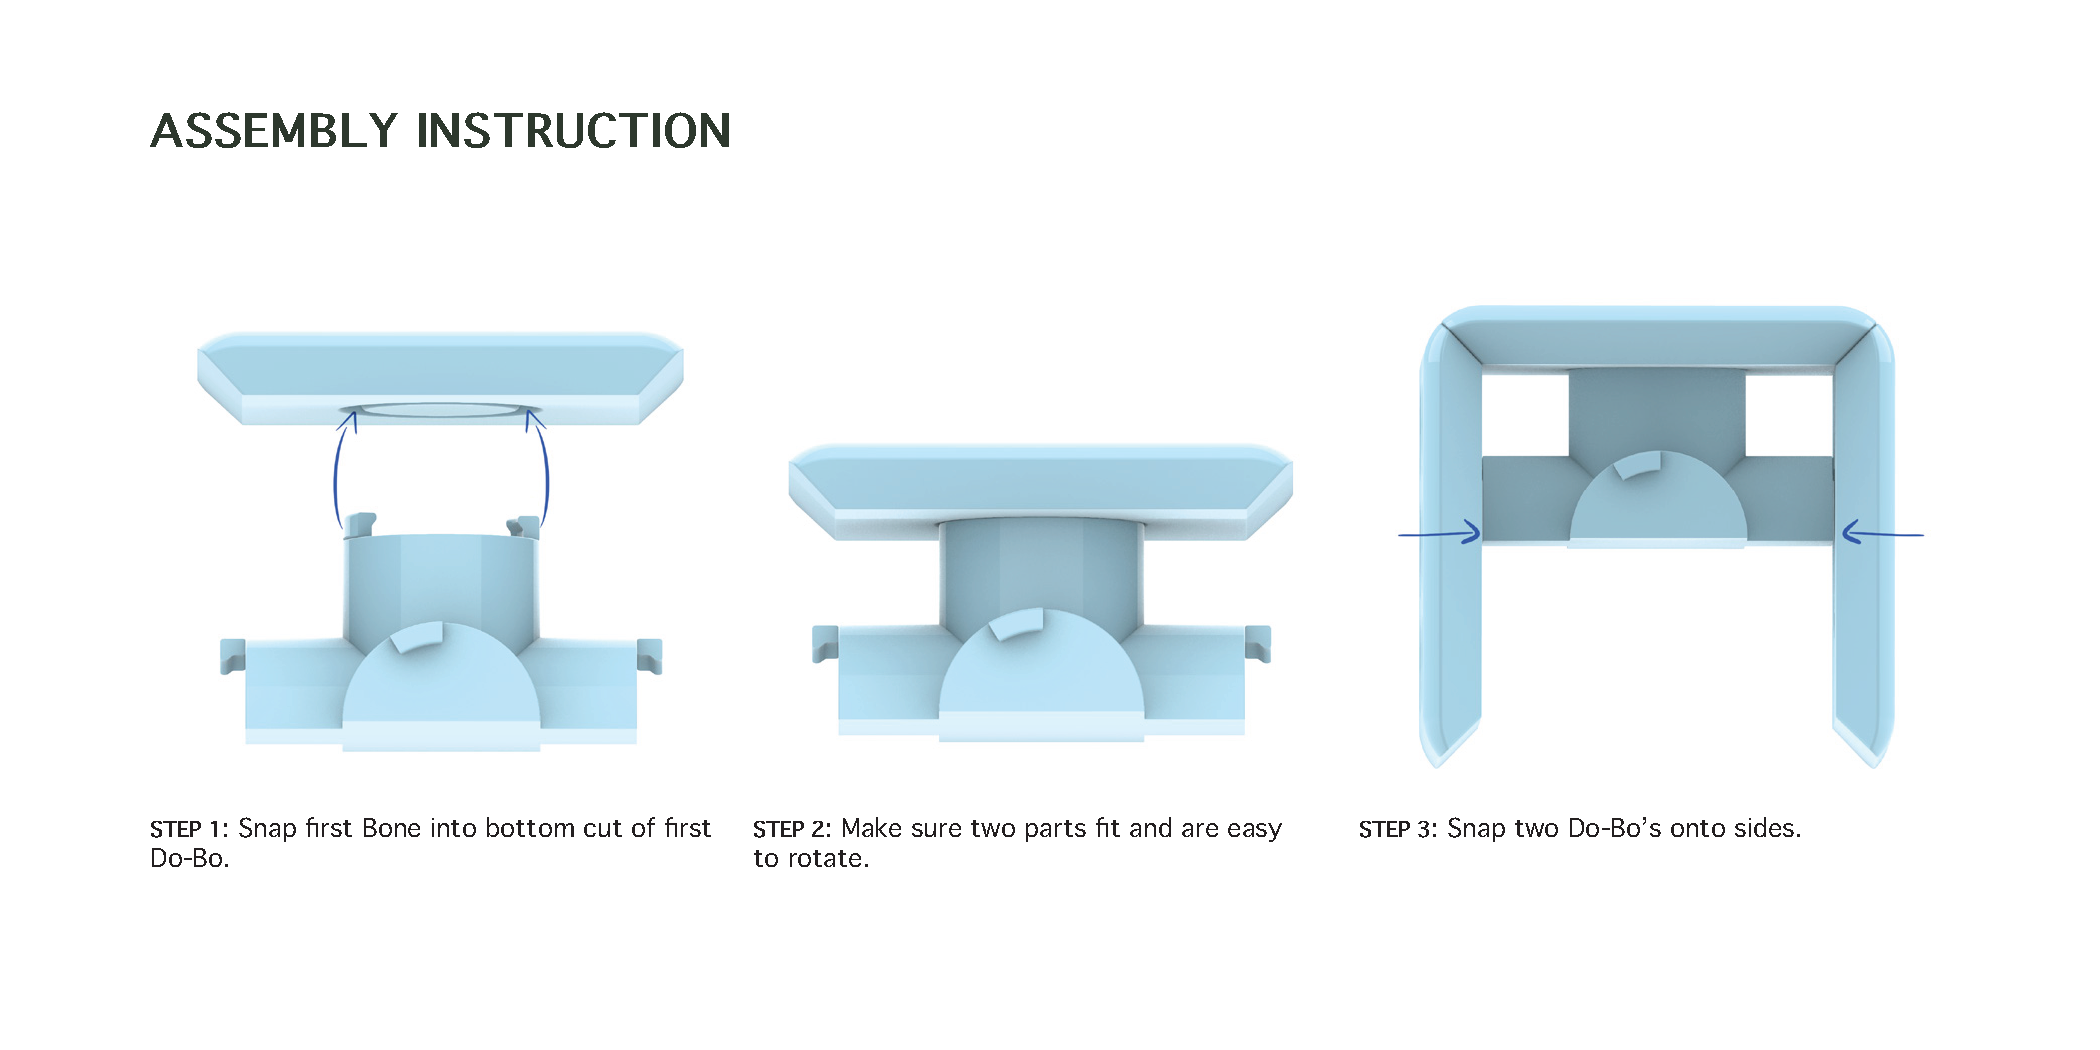 ASSEMBLY INSTRUCTION
STEP 1: Snap first Bone into bottom cut of first
Do-Bo.
STEP 2: Make sure two parts fit and are easy
to rotate.
STEP 3: Snap two Do-Bo’s onto sides.